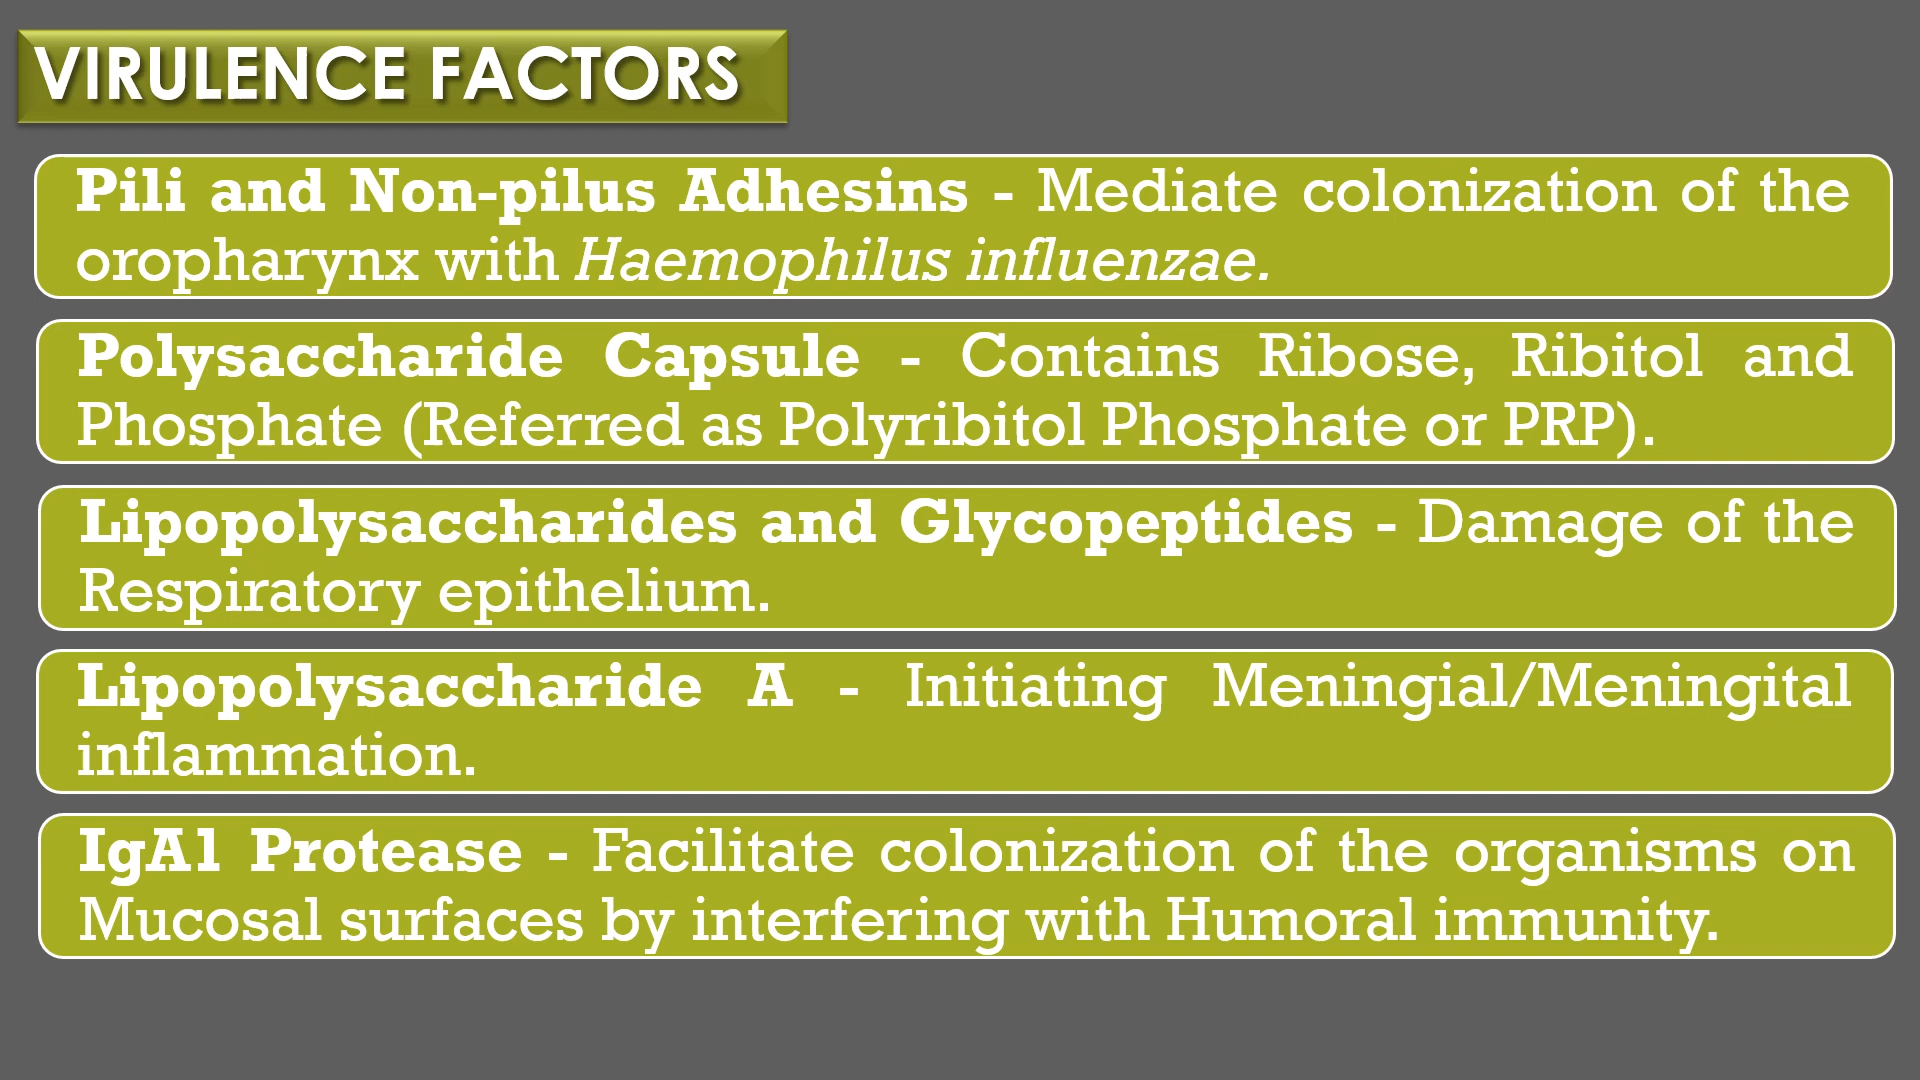 VIRULENCE FACTORS
Pili and Non-pilus Adhesins - Mediate colonization of the
oropharynx with Haemophilus influenzae.
Polysaccharide Capsule - Contains Ribose, Ribitol and
Phosphate (Referred as Polyribitol Phosphate or PRP).
Lipopolysaccharides and Glycopeptides - Damage of the
Respiratory epithelium.
Lipopolysaccharide A - Initiating Meningial/Meningital
inflammation.
IgA1 Protease - Facilitate colonization of the organisms on
Mucosal surfaces by interfering with Humoral immunity.